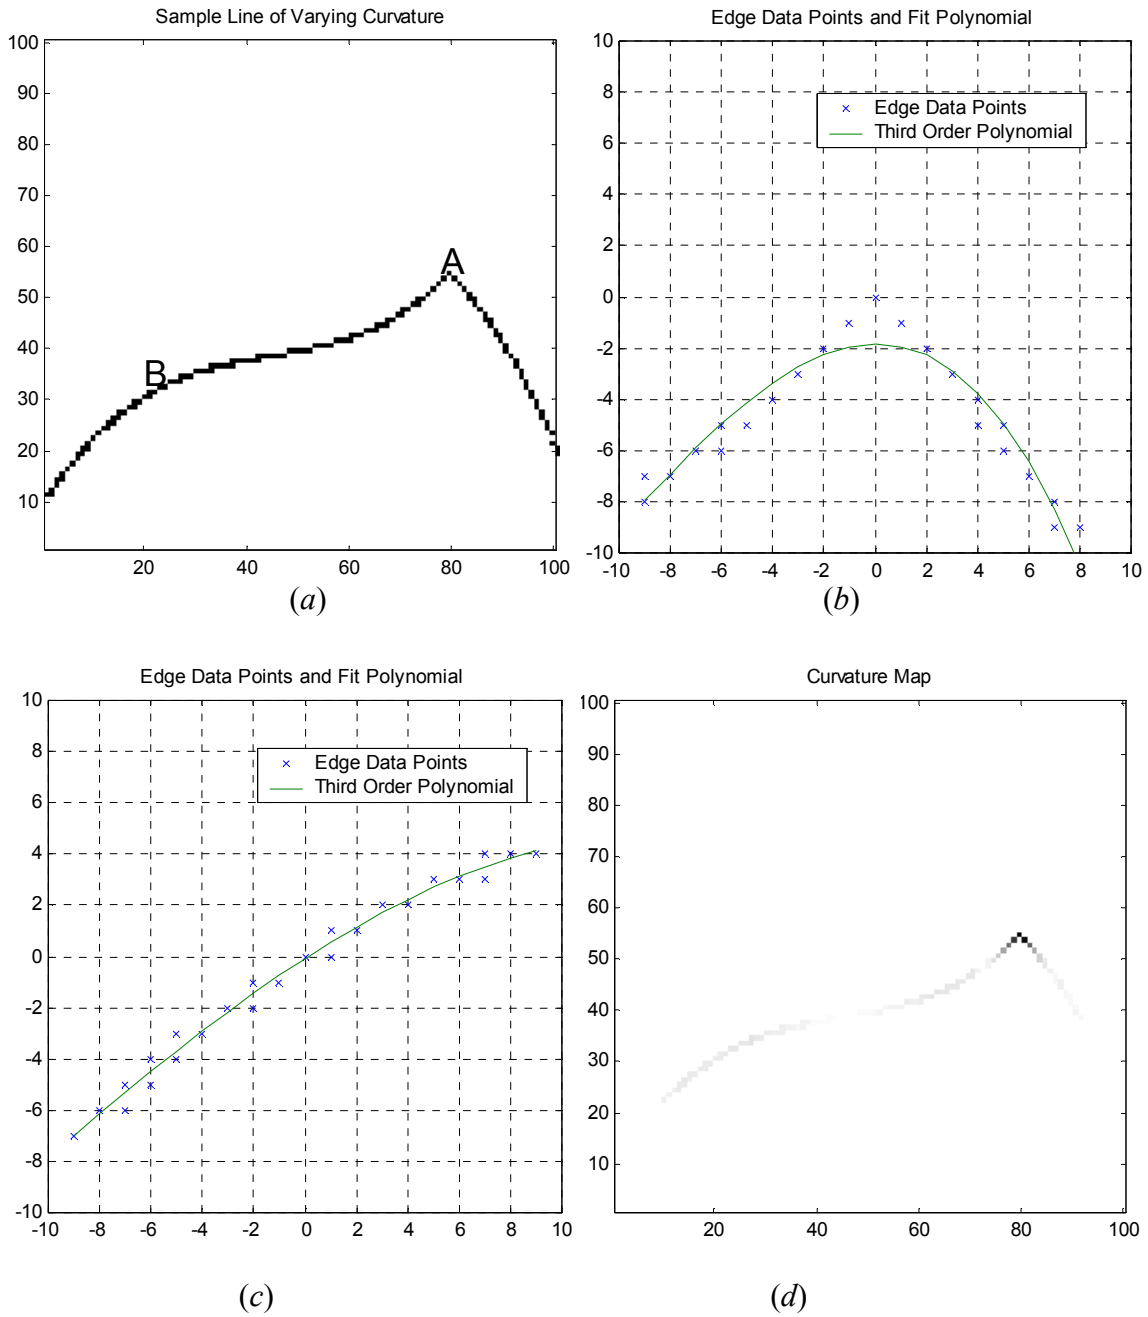 Sample Line of Varying Curvature
100
90
80
70
60
50
40
30
20
10
20 40 60 80 100
A
B
(a)
Edge Data Points and Fit Polynomial
10
8
6
4
2
0
-2
-4
-6
-8
-10
-10 -8 -6 -4 -2 0 2 4 6 8 10
Edge Data Points
Third Order Polynomial
(b)
Edge Data Points and Fit Polynomial
10
8
6
4
2
0
-2
-4
-6
-8
-10
-10 -8 -6 -4 -2 0 2 4 6 8 10
Edge Data Points
Third Order Polynomial
(c)
Curvature Map
100
90
80
70
60
50
40
30
20
10
20 40 60 80 100
(d)